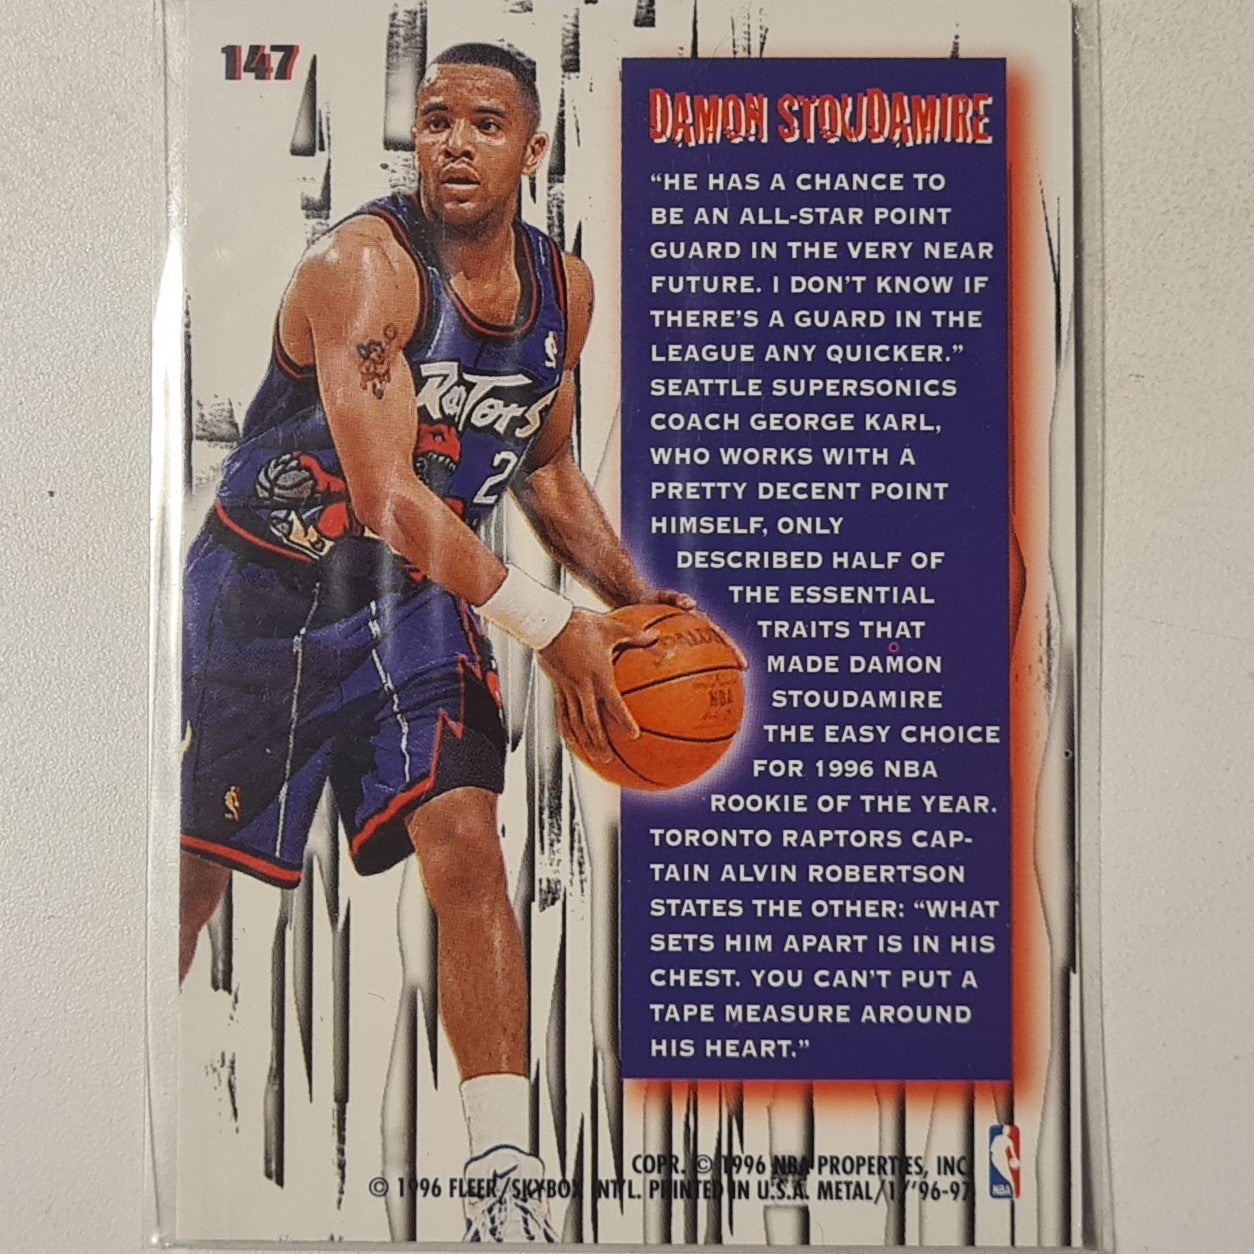 147
DAMON STOUDAMIRE
“HE HAS A CHANCE TO
BE AN ALL-STAR POINT
GUARD IN THE VERY NEAR
FUTURE. I DON’T KNOW IF
THERE’S A GUARD IN THE
LEAGUE ANY QUICKER.”
SEATTLE SUPERSONICS
COACH GEORGE KARL,
WHO WORKS WITH A
PRETTY DECENT POINT
HIMSELF, ONLY
DESCRIBED HALF OF
THE ESSENTIAL
TRAITS THAT
MADE DAMON
STOUDAMIRE
THE EASY CHOICE
FOR 1996 NBA
ROOKIE OF THE YEAR.
TORONTO RAPTORS CAP-
TAIN ALVIN ROBERTSON
STATES THE OTHER: “WHAT
SETS HIM APART IS IN HIS
CHEST. YOU CAN’T PUT A
TAPE MEASURE AROUND
HIS HEART.”
RAPTORS
2
SPALDING
NBA
COPR. © 1996 NBA PROPERTIES, INC.
© 1996 FLEER/SKYBOX INT'L. PRINTED IN U.S.A. METAL/1/'96-97
NBA